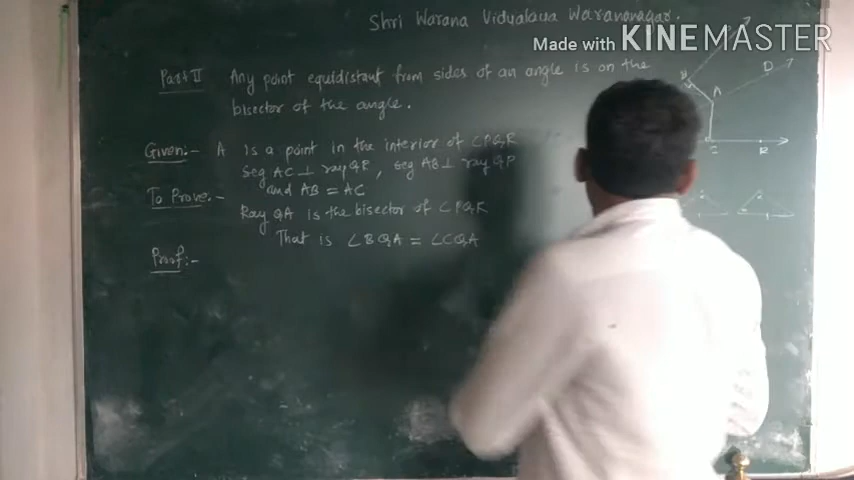 Shri Warana Vidyalaya Warananagar.
Made with KINEMASTER
Part II Any point equidistant from sides of an angle is on the
bisector of the angle.
Given:- A is a point in the interior of ∠PQR
seg AC ⊥ ray QR, seg AB ⊥ ray QP
and AB = AC
To Prove:-
Ray QA is the bisector of ∠PQR
That is ∠BQA = ∠CQA
Proof:-
B
A
D
C
R